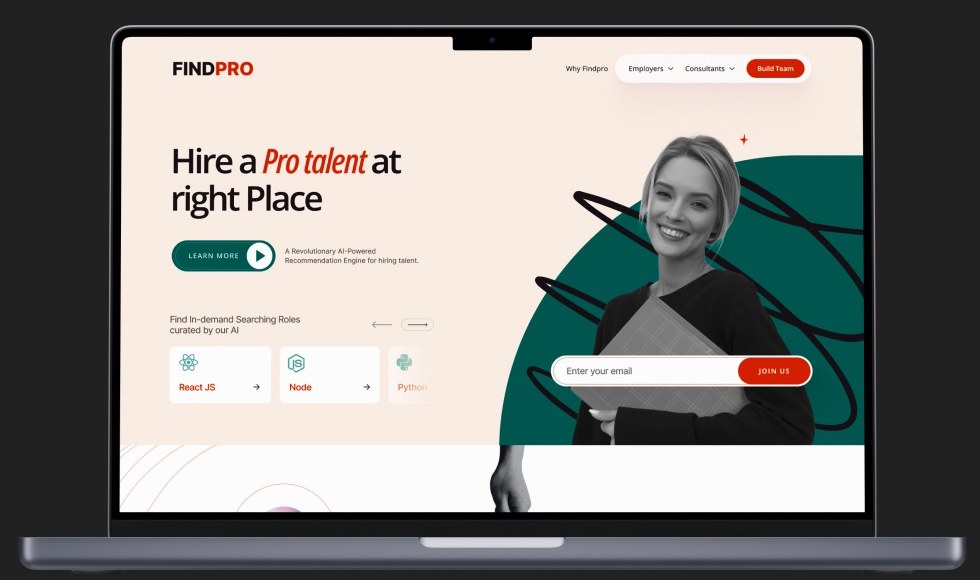 FINDPRO
Why Findpro
Employers
Consultants
Build Team
Hire a Pro talent at
right Place
LEARN MORE
A Revolutionary AI-Powered
Recommendation Engine for hiring talent.
Find In-demand Searching Roles
curated by our AI
JS
React JS
Node
Python
Enter your email
JOIN US